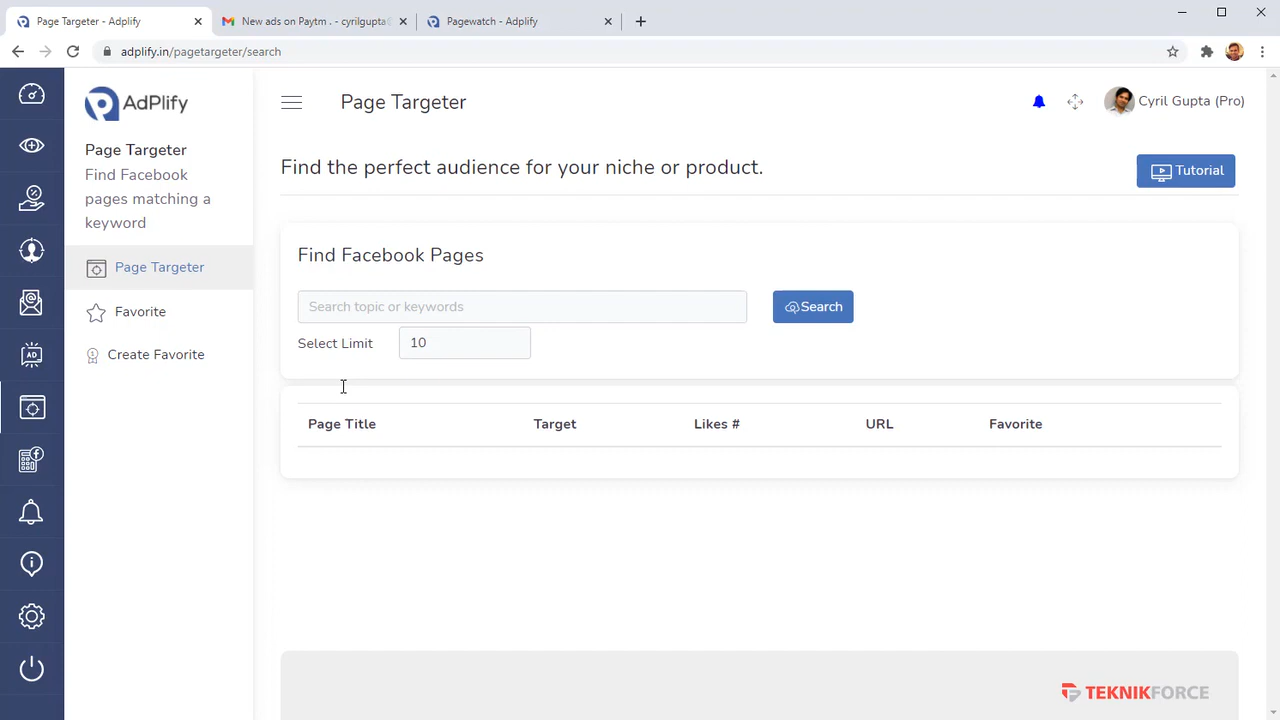 Page Targeter - Adplify
New ads on Paytm . - cyrilgupta
Pagewatch - Adplify
adplify.in/pagetargeter/search
AdPlify
Page Targeter
Find Facebook
pages matching a
keyword
Page Targeter
Favorite
Create Favorite
Page Targeter
Cyril Gupta (Pro)
Find the perfect audience for your niche or product.
Tutorial
Find Facebook Pages
Search topic or keywords
Search
Select Limit
10
Page Title
Target
Likes #
URL
Favorite
AD
TEKNIKFORCE